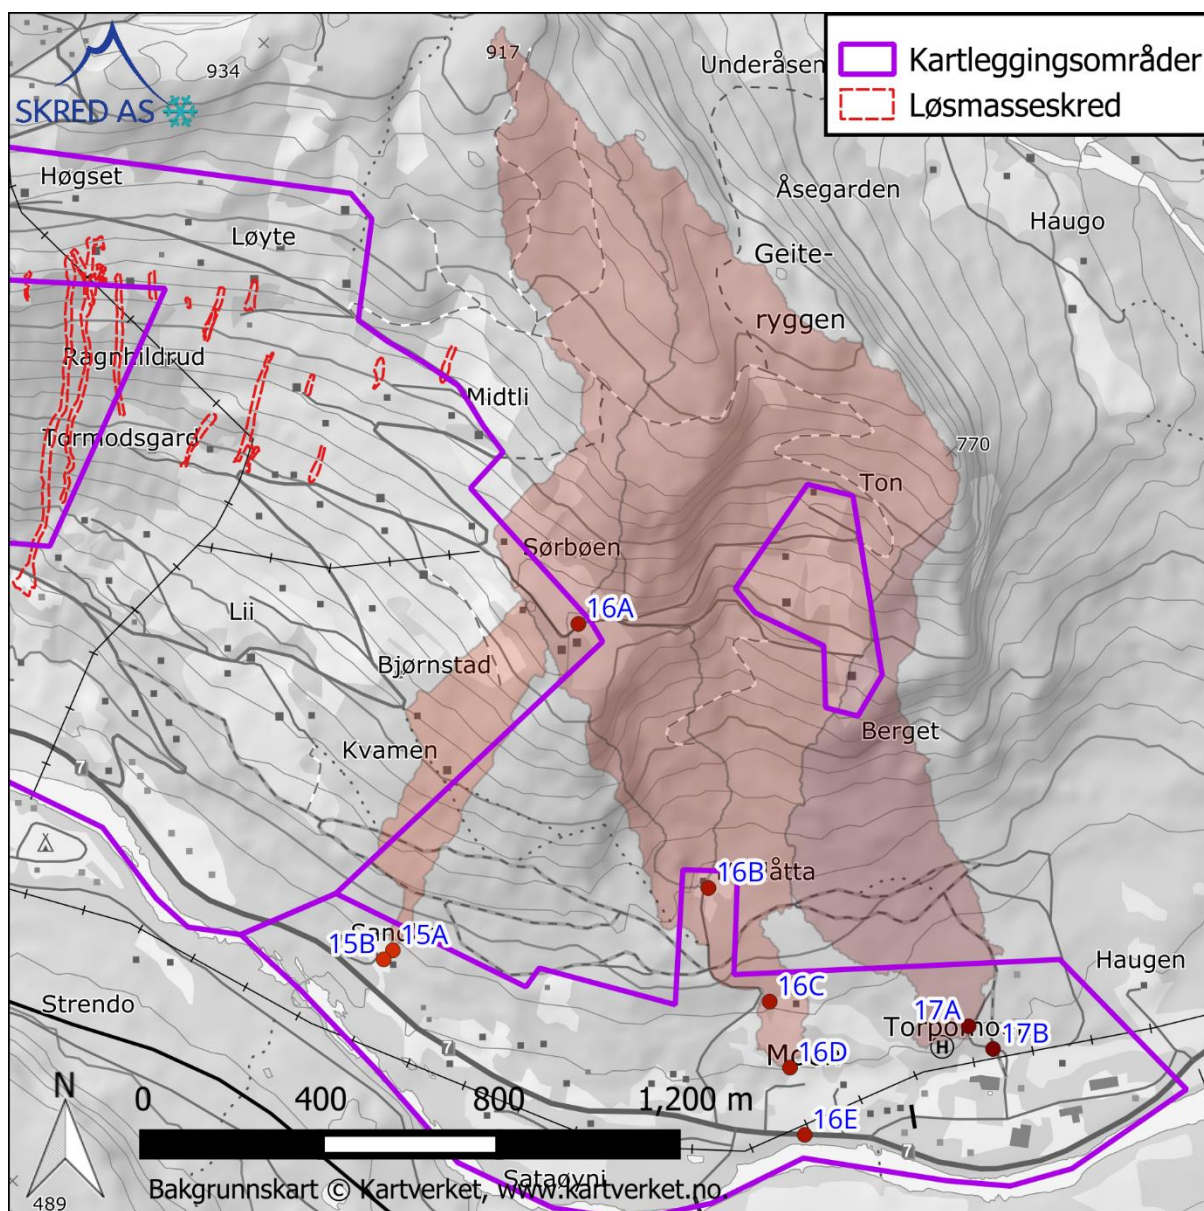 SKRED AS
Kartleggingsområder
Løsmasseskred
917
934
Underåsen
Høgset
Løyte
Åsegarden
Haugo
Geite-
ryggen
Ragnhildrud
Midtli
Tormodsgard
770
Ton
Sørbøen
16A
Lii
Bjørnstad
Kvamen
Berget
7
16B
15B
15A
Haugen
Strendo
16C
17A
17B
H
16D
7
16E
7
N
0
400
800
1,200 m
Sataøyni
Bakgrunnskart © Kartverket, www.kartverket.no.
489